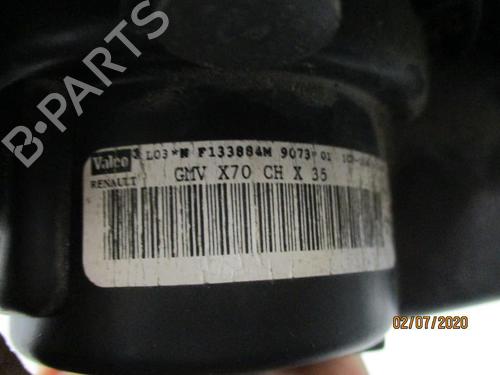 Valeo L03*N F133884M 9073* 01
RENAULT GMV X70 CH X 35
B-PARTS
02/07/2020